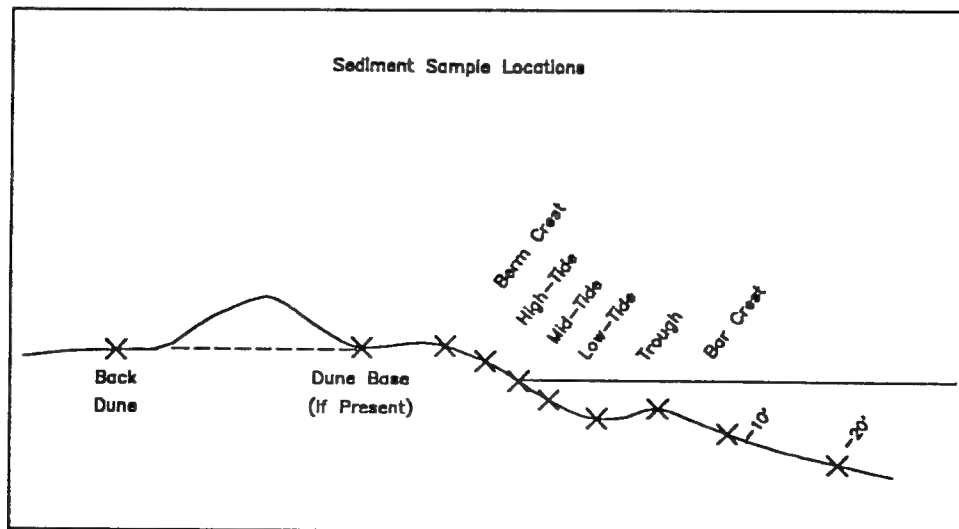 Sediment Sample Locations
Berm Crest
High-Tide
Mid-Tide
Low-Tide
Trough
Bar Crest
Back
Dune
Dune Base
(If Present)
-10'
-20'